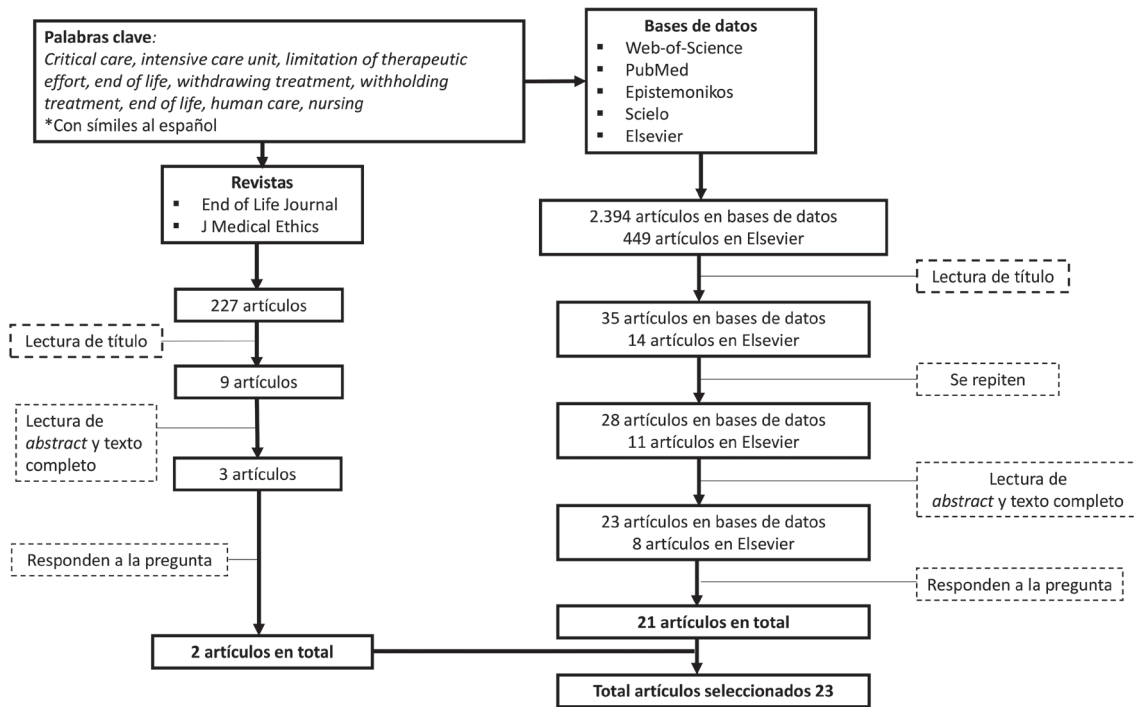 Palabras clave:
Critical care, intensive care unit, limitation of therapeutic
effort, end of life, withdrawing treatment, withholding
treatment, end of life, human care, nursing
*Con símiles al español
Bases de datos
▪ Web-of-Science
▪ PubMed
▪ Epistemonikos
▪ Scielo
▪ Elsevier
Revistas
▪ End of Life Journal
▪ J Medical Ethics
227 artículos
Lectura de título
9 artículos
Lectura de
abstract y texto
completo
3 artículos
Responden a la pregunta
2 artículos en total
2.394 artículos en bases de datos
449 artículos en Elsevier
Lectura de título
35 artículos en bases de datos
14 artículos en Elsevier
Se repiten
28 artículos en bases de datos
11 artículos en Elsevier
Lectura de
abstract y texto completo
23 artículos en bases de datos
8 artículos en Elsevier
Responden a la pregunta
21 artículos en total
Total artículos seleccionados 23